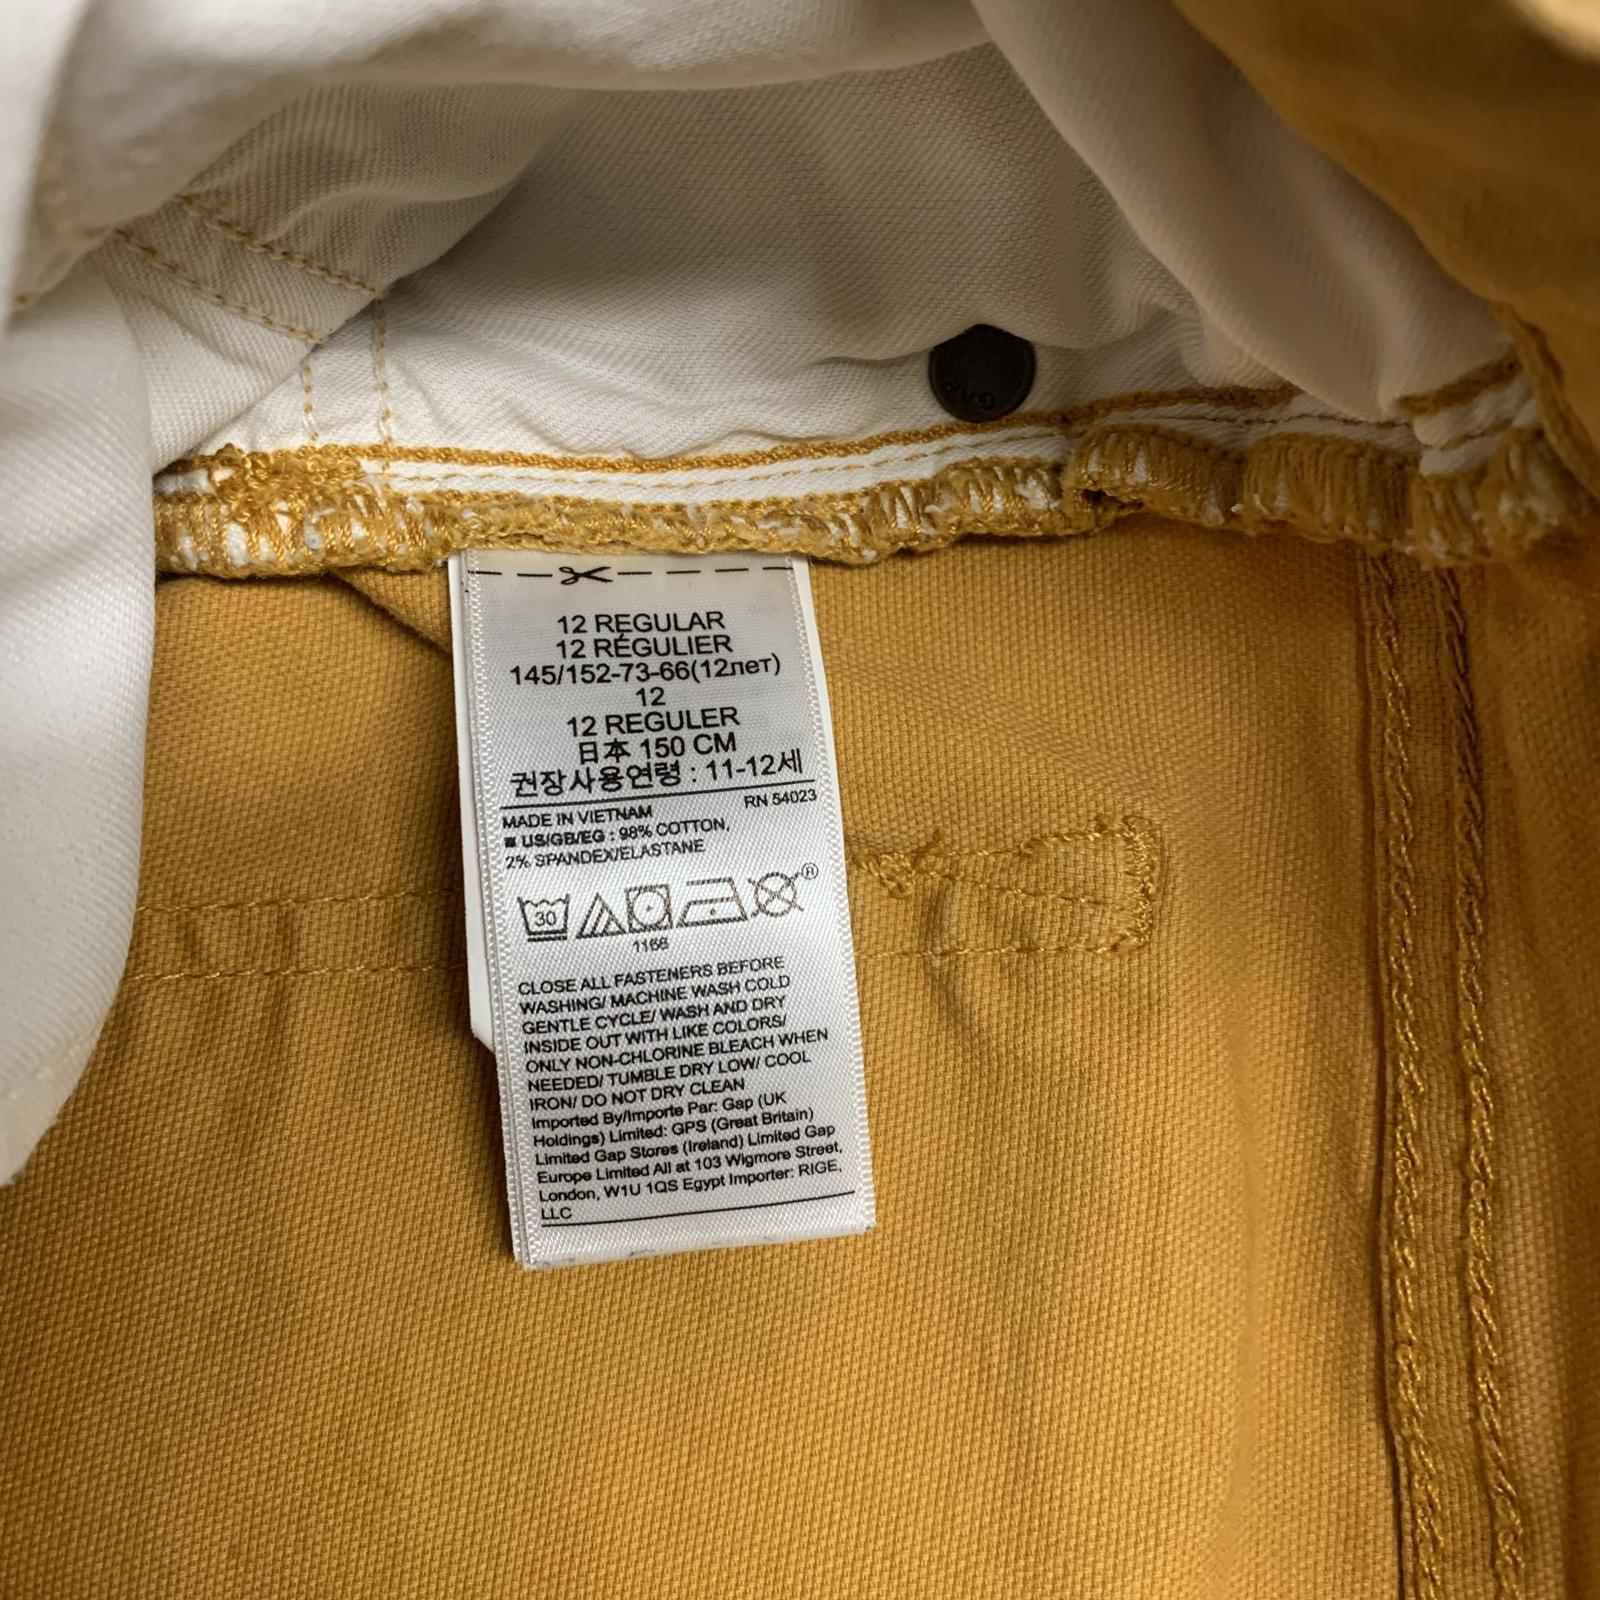 12 REGULAR
12 RÉGULIER
145/152-73-66(12лет)
12
12 REGULER
日本 150 CM
권장사용연령 : 11-12세
RN 54023
MADE IN VIETNAM
■ US/GB/EG : 98% COTTON,
2% SPANDEX/ELASTANE
30
®
1168
CLOSE ALL FASTENERS BEFORE
WASHING/ MACHINE WASH COLD
GENTLE CYCLE/ WASH AND DRY
INSIDE OUT WITH LIKE COLORS/
ONLY NON-CHLORINE BLEACH WHEN
NEEDED/ TUMBLE DRY LOW/ COOL
IRON/ DO NOT DRY CLEAN
Imported By/Importe Par: Gap (UK
Holdings) Limited: GPS (Great Britain)
Limited Gap Stores (Ireland) Limited Gap
Europe Limited All at 103 Wigmore Street,
London, W1U 1QS Egypt Importer: RIGE,
LLC